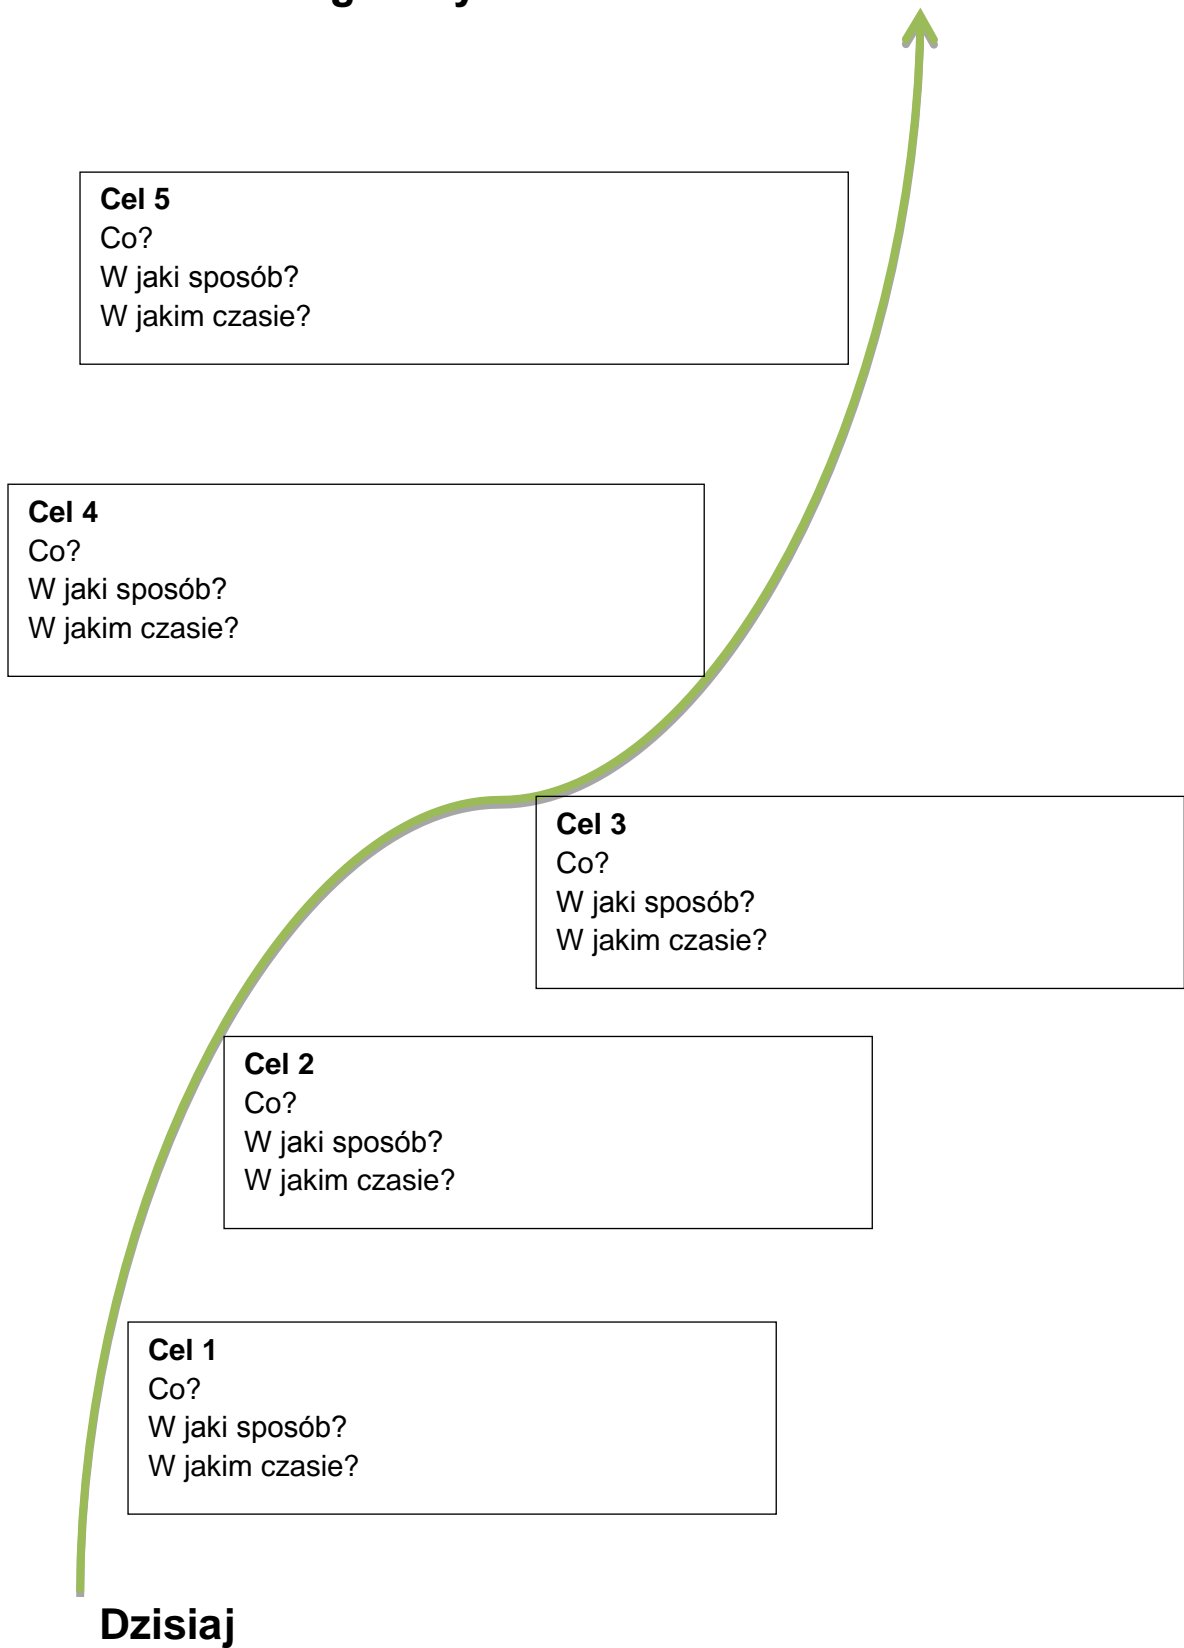 Cel 5
Co?
W jaki sposób?
W jakim czasie?
Cel 4
Co?
W jaki sposób?
W jakim czasie?
Cel 3
Co?
W jaki sposób?
W jakim czasie?
Cel 2
Co?
W jaki sposób?
W jakim czasie?
Cel 1
Co?
W jaki sposób?
W jakim czasie?
Dzisiaj